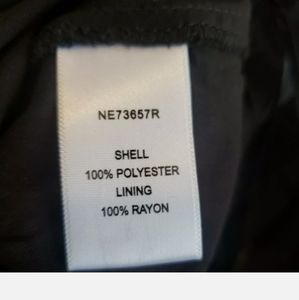 NE73657R
SHELL
100% POLYESTER
LINING
100% RAYON